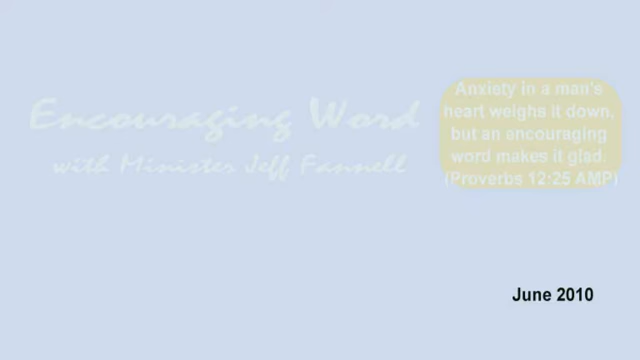 Encouraging Word
with Minister Jeff Fannell
Anxiety in a man's
heart weighs it down,
but an encouraging
word makes it glad.
(Proverbs 12:25 AMP)
June 2010